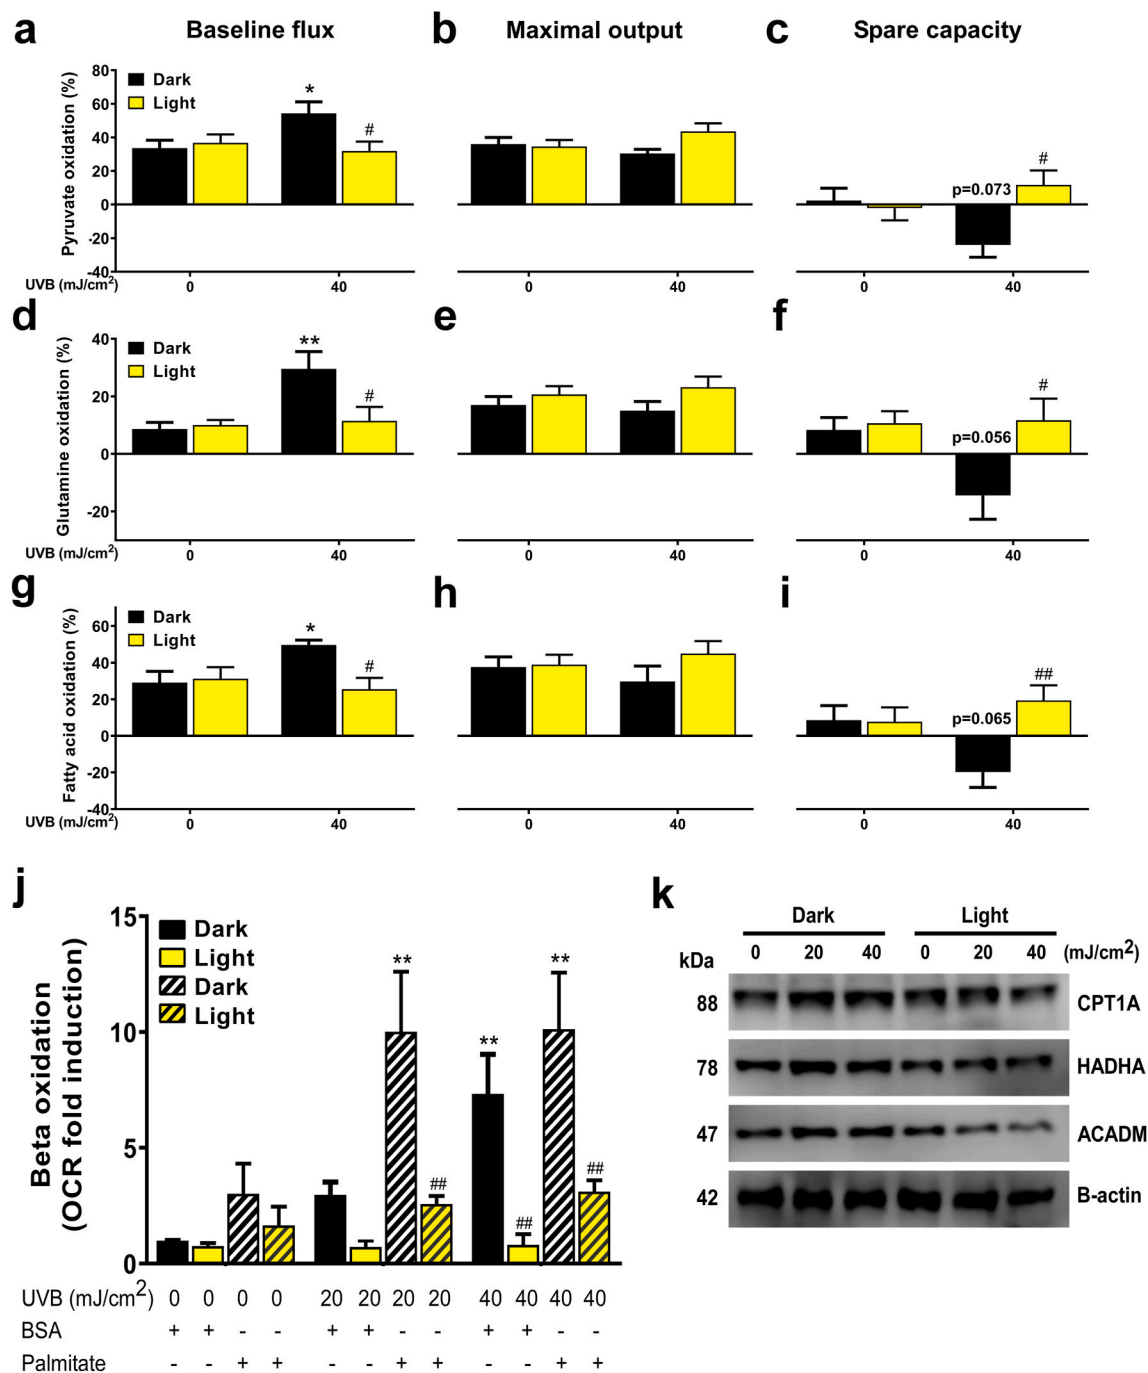 a Baseline flux b Maximal output c Spare capacity
80
60
40
20
0
-20
-40
Pyruvate oxidation (%)
Dark
Light
*
#
p=0.073
#
UVB (mJ/cm2)
0 40 0 40 0 40
d e f
40
20
0
-20
Glutamine oxidation (%)
Dark
Light
**
#
p=0.056
#
UVB (mJ/cm2)
0 40 0 40 0 40
g h i
60
40
20
0
-20
-40
Fatty acid oxidation (%)
Dark
Light
*
#
p=0.065
##
UVB (mJ/cm2)
0 40 0 40 0 40
j
15
10
5
0
Beta oxidation
(OCR fold induction)
Dark
Light
Dark
Light
** ## ** ## ** ##
UVB (mJ/cm2) 0 0 0 0 20 20 20 20 40 40 40 40
BSA + + - - + + - - + + - -
Palmitate - - + + - - + + - - + +
k
Dark Light
kDa 0 20 40 0 20 40 (mJ/cm2)
88 CPT1A
78 HADHA
47 ACADM
42 B-actin